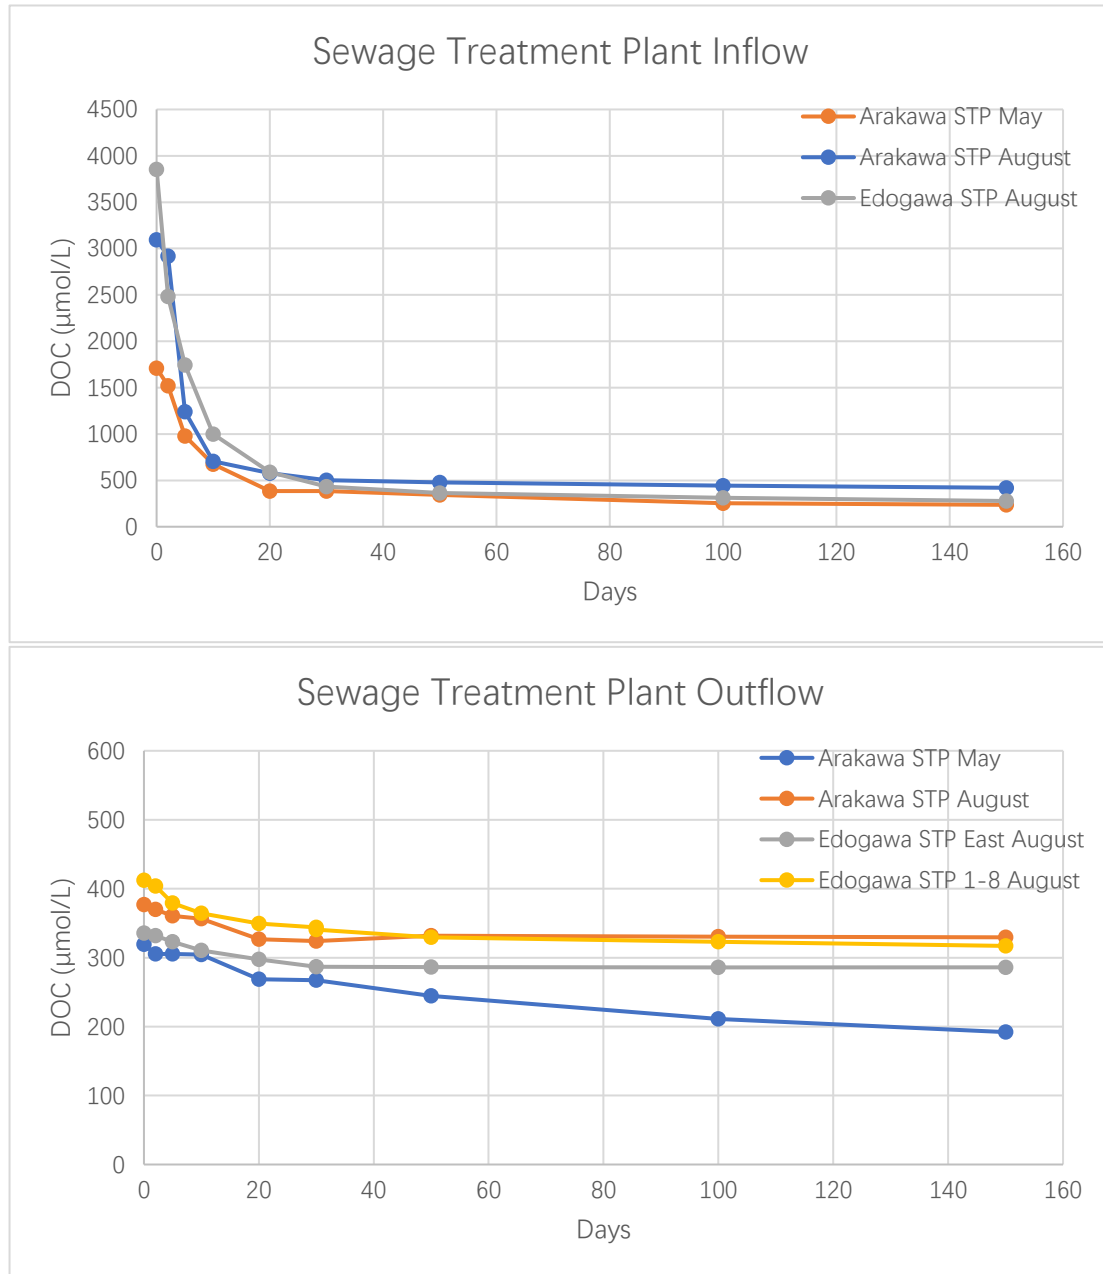 Sewage Treatment Plant Inflow
4500
4000
3500
3000
2500
2000
1500
1000
500
0
DOC (μmol/L)
Arakawa STP May
Arakawa STP August
Edogawa STP August
0 20 40 60 80 100 120 140 160
Days
Sewage Treatment Plant Outflow
600
500
400
300
200
100
0
DOC (μmol/L)
Arakawa STP May
Arakawa STP August
Edogawa STP East August
Edogawa STP 1-8 August
0 20 40 60 80 100 120 140 160
Days